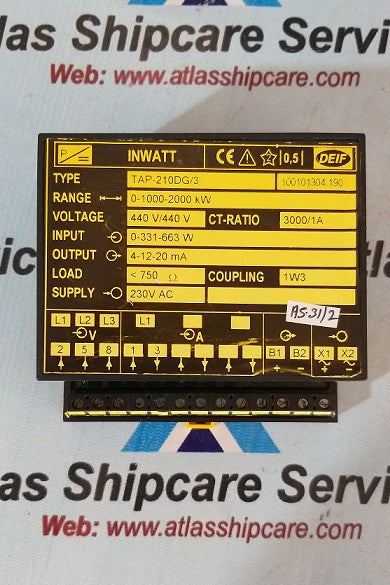 Atlas Shipcare Servic
Web: www.atlasshipcare.com
P INWATT CE 2 0,5 DEIF
TYPE TAP-210DG/3 100101304.190
RANGE 0-1000-2000 kW
VOLTAGE 440 V/440 V CT-RATIO 3000/1A
INPUT 0-331-663 W
OUTPUT 4-12-20 mA
LOAD < 750 Ω COUPLING 1W3
SUPPLY 230V AC
AS-31/2
L1 L2 L3 L1
V A
2 5 8 1 3 B1 B2 X1 X2
+ - + -
las Shipcare Servi
Web: www.atlasshipcare.com